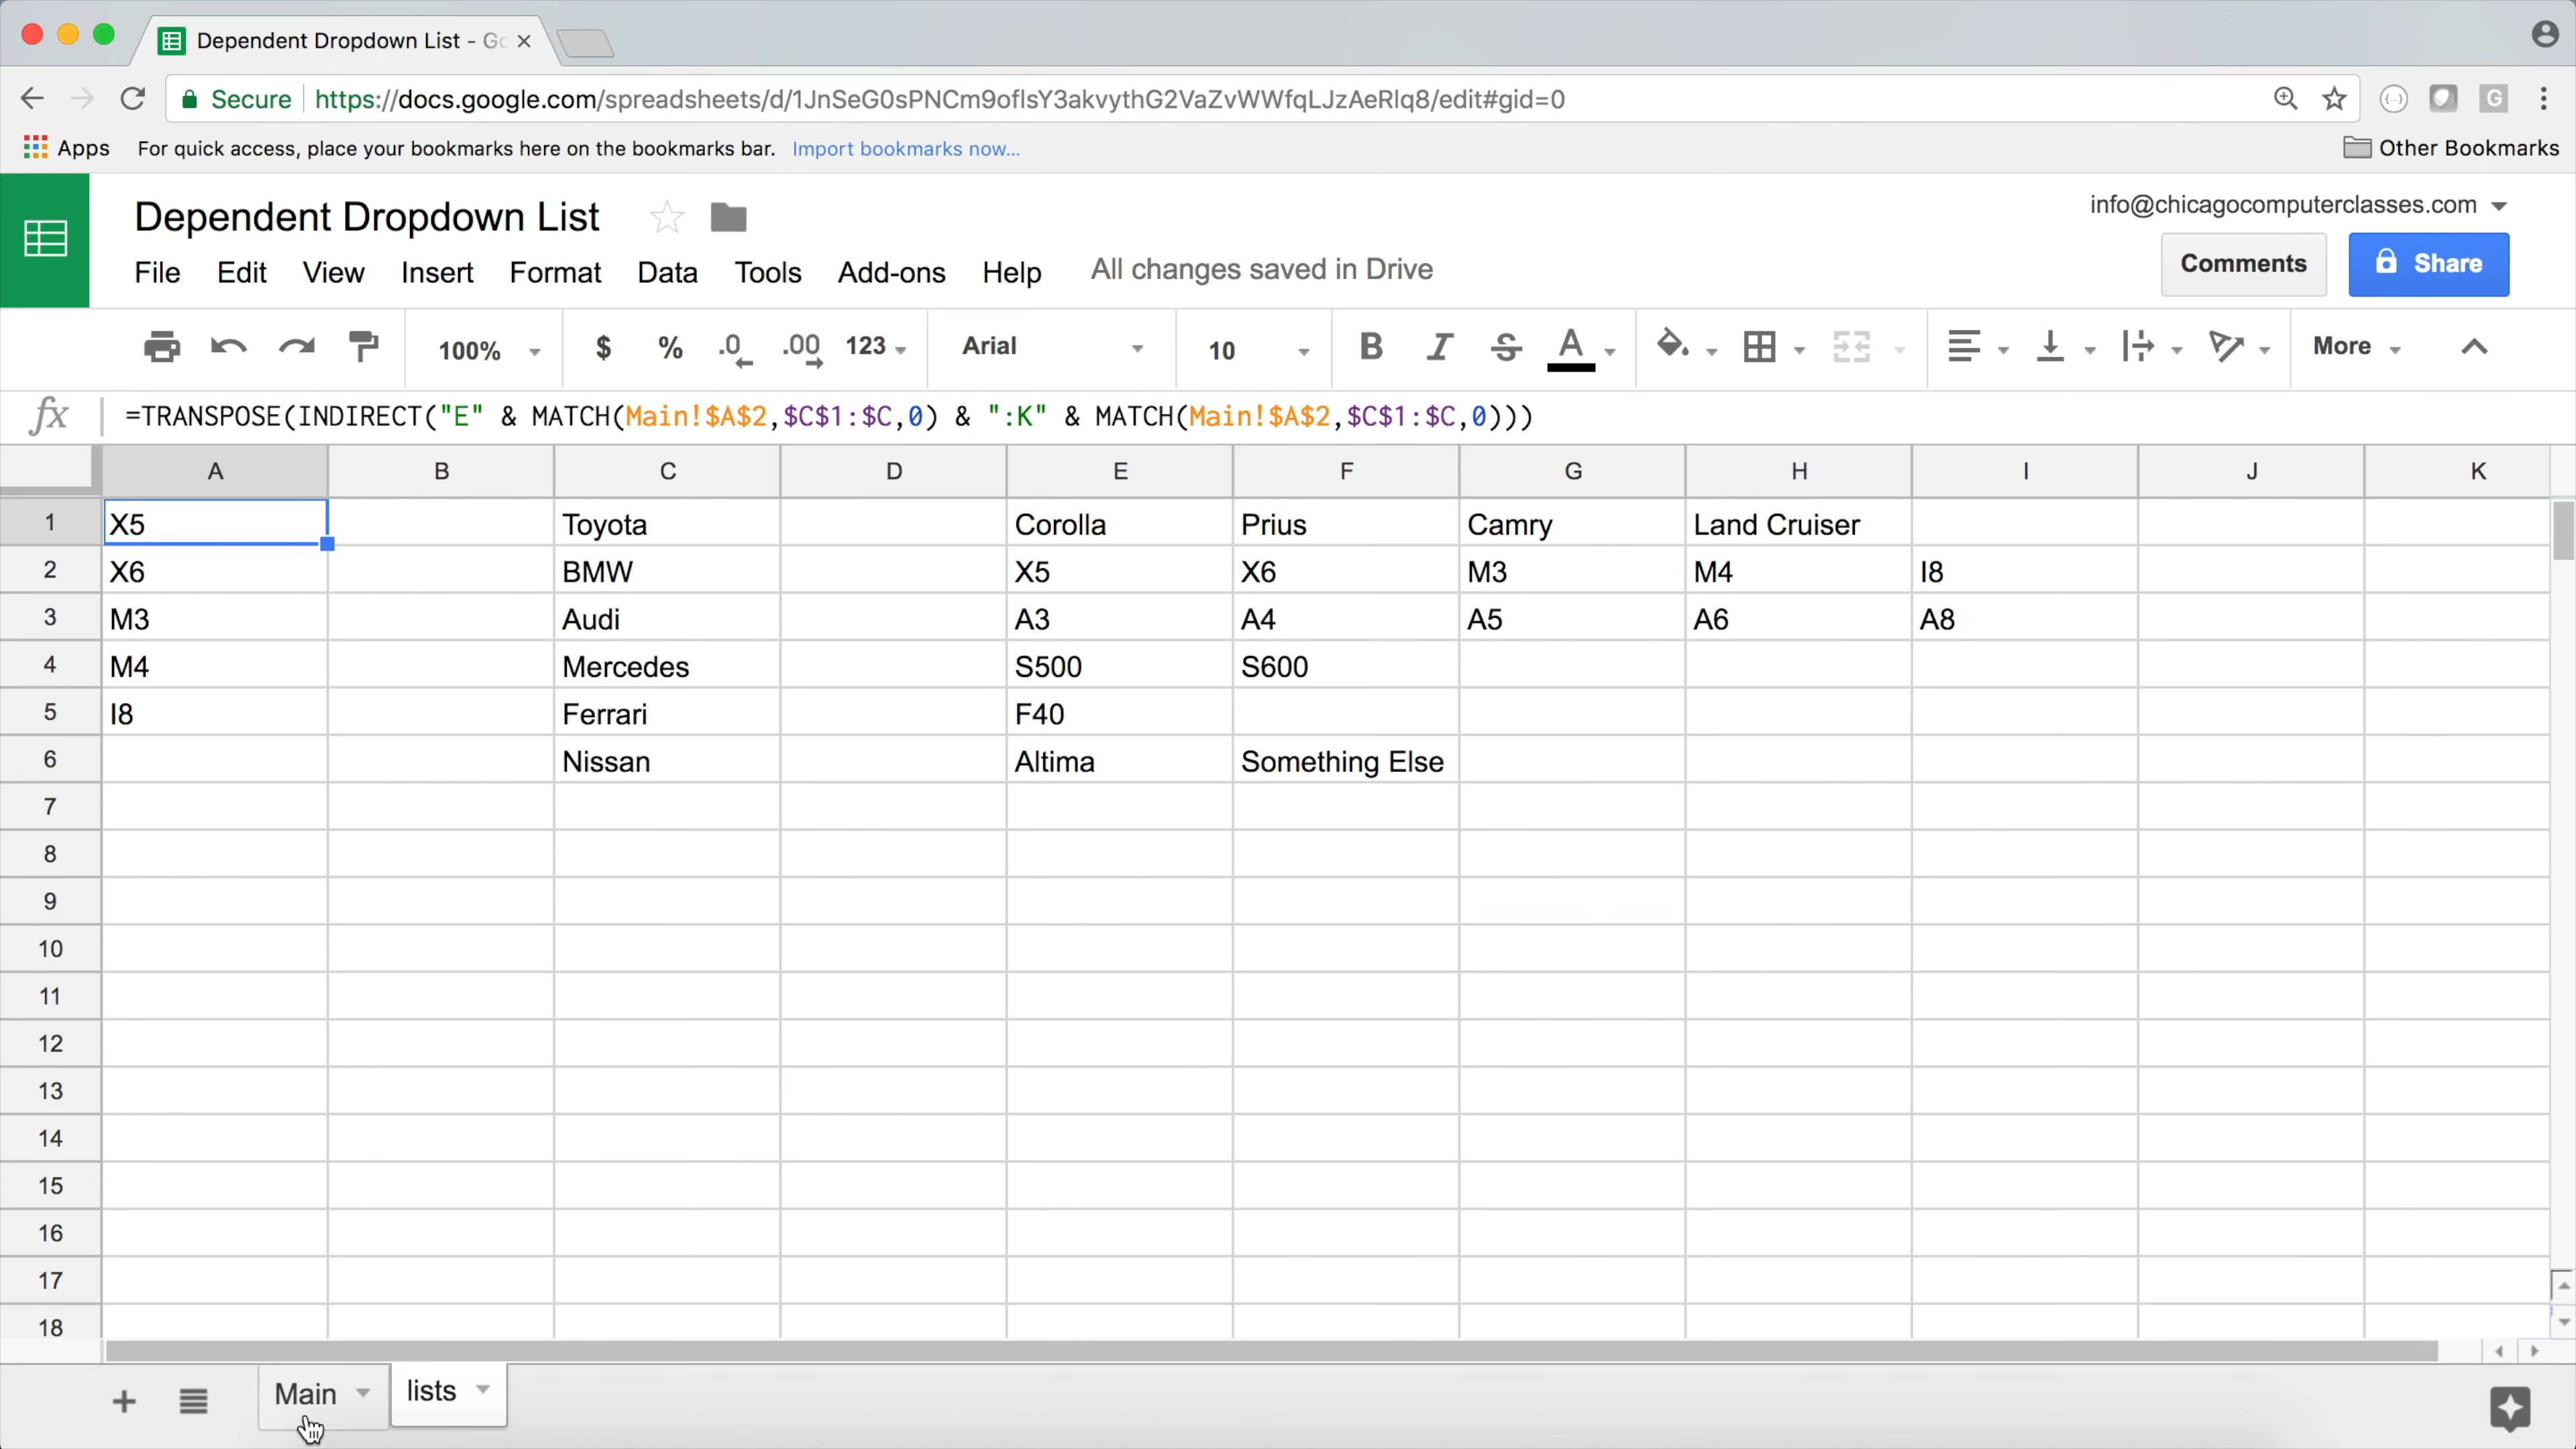 Dependent Dropdown List - Go
Secure https://docs.google.com/spreadsheets/d/1JnSeG0sPNCm9oflsY3akvythG2VaZvWWfqLJzAeRlq8/edit#gid=0
Apps For quick access, place your bookmarks here on the bookmarks bar. Import bookmarks now... Other Bookmarks
Dependent Dropdown List info@chicagocomputerclasses.com
File Edit View Insert Format Data Tools Add-ons Help All changes saved in Drive Comments Share
100% $ % .0 .00 123 Arial 10 B I S A More
fx =TRANSPOSE(INDIRECT("E" & MATCH(Main!$A$2,$C$1:$C,0) & ":K" & MATCH(Main!$A$2,$C$1:$C,0)))
A B C D E F G H I J K
1 X5 Toyota Corolla Prius Camry Land Cruiser
2 X6 BMW X5 X6 M3 M4 I8
3 M3 Audi A3 A4 A5 A6 A8
4 M4 Mercedes S500 S600
5 I8 Ferrari F40
6 Nissan Altima Something Else
7
8
9
10
11
12
13
14
15
16
17
18
Main lists